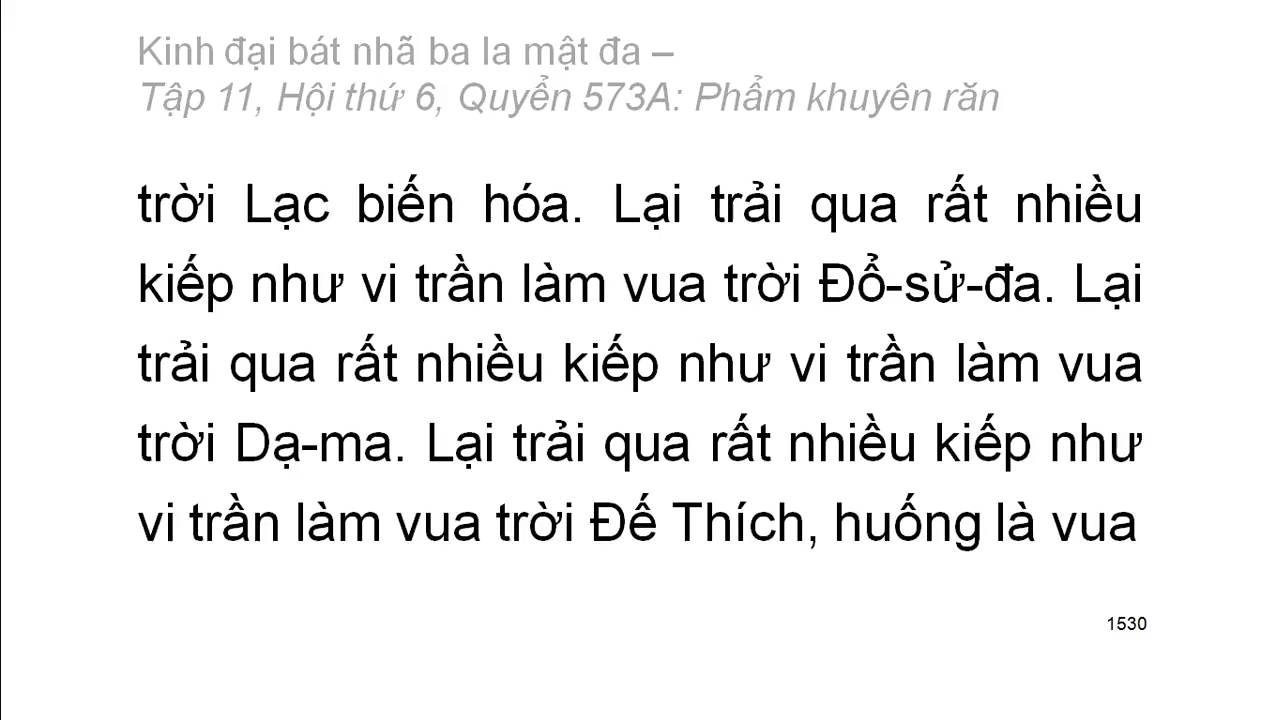 Kinh đại bát nhã ba la mật đa –
Tập 11, Hội thứ 6, Quyển 573A: Phẩm khuyên răn
trời Lạc biến hóa. Lại trải qua rất nhiều
kiếp như vi trần làm vua trời Đổ-sử-đa. Lại
trải qua rất nhiều kiếp như vi trần làm vua
trời Dạ-ma. Lại trải qua rất nhiều kiếp như
vi trần làm vua trời Đế Thích, huống là vua
1530